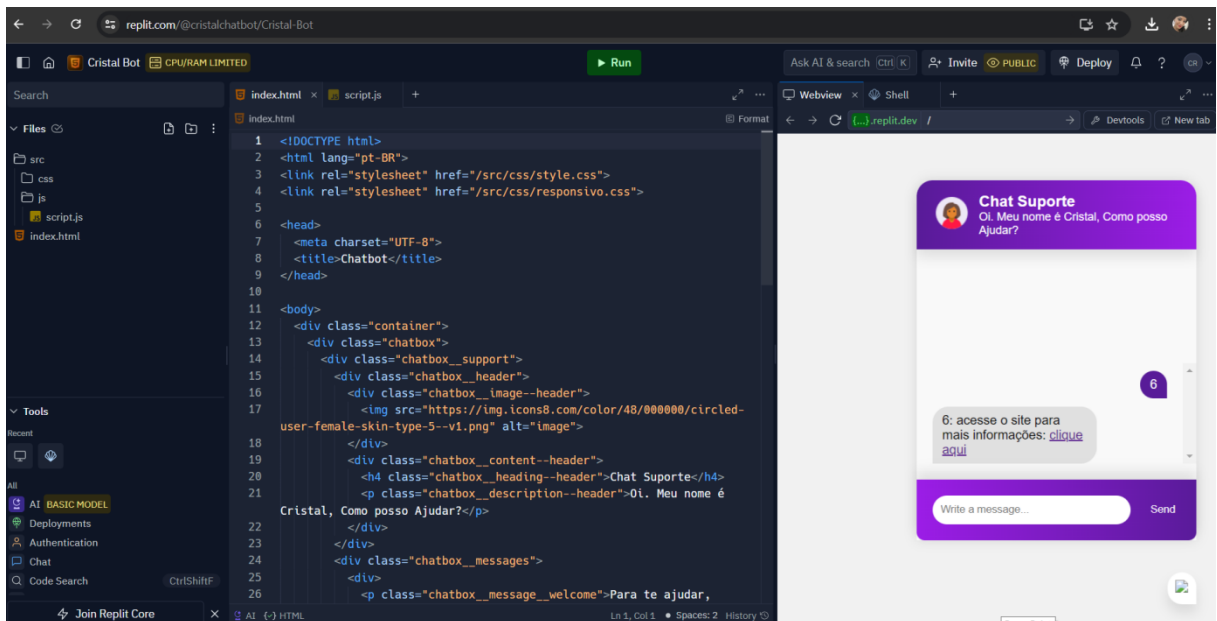 replit.com/@cristalchatbot/Cristal-Bot
Cristal Bot CPU/RAM LIMITED
Run
Ask AI & search Ctrl K
Invite PUBLIC
Deploy
?
CR
Search
Files
src
css
js
script.js
index.html
Tools
Recent
All
AI BASIC MODEL
Deployments
Authentication
Chat
Code Search CtrlShiftF
Join Replit Core
index.html
script.js
index.html
Format
1 <!DOCTYPE html>
2 <html lang="pt-BR">
3 <link rel="stylesheet" href="/src/css/style.css">
4 <link rel="stylesheet" href="/src/css/responsivo.css">
5
6 <head>
7 <meta charset="UTF-8">
8 <title>Chatbot</title>
9 </head>
10
11 <body>
12 <div class="container">
13 <div class="chatbox">
14 <div class="chatbox__support">
15 <div class="chatbox__header">
16 <div class="chatbox__image--header">
17 <img src="https://img.icons8.com/color/48/000000/circled-
user-female-skin-type-5--v1.png" alt="image">
18 </div>
19 <div class="chatbox__content--header">
20 <h4 class="chatbox__heading--header">Chat Suporte</h4>
21 <p class="chatbox__description--header">Oi. Meu nome é
Cristal, Como posso Ajudar?</p>
22 </div>
23 </div>
24 <div class="chatbox__messages">
25 <div>
26 <p class="chatbox__message__welcome">Para te ajudar,
AI {} HTML
Ln 1, Col 1 • Spaces: 2 History
Webview
Shell
{...}.replit.dev /
Devtools
New tab
Chat Suporte
Oi. Meu nome é Cristal, Como posso
Ajudar?
6
6: acesse o site para
mais informações: clique
aqui
Write a message...
Send